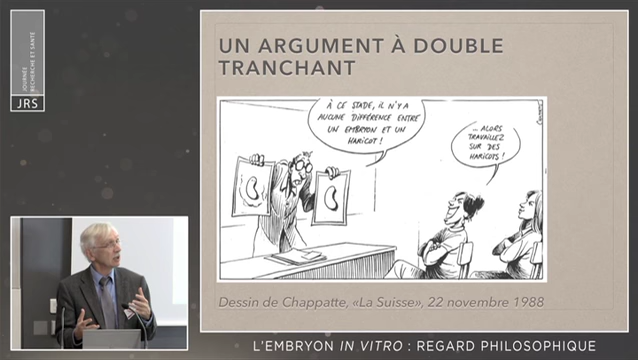 JOURNÉE
RECHERCHE ET SANTÉ
JRS
UN ARGUMENT À DOUBLE
TRANCHANT
À CE STADE, IL N'Y A
AUCUNE DIFFÉRENCE ENTRE
UN EMBRYON ET UN
HARICOT !
... ALORS
TRAVAILLEZ
SUR DES
HARICOTS !
Dessin de Chappatte, «La Suisse», 22 novembre 1988
L'EMBRYON IN VITRO : REGARD PHILOSOPHIQUE